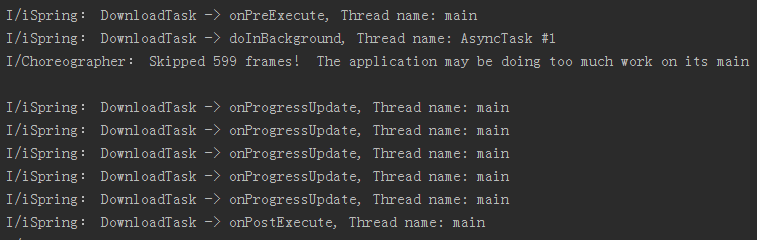 I/iSpring: DownloadTask -> onPreExecute, Thread name: main
I/iSpring: DownloadTask -> doInBackground, Thread name: AsyncTask #1
I/Choreographer: Skipped 599 frames! The application may be doing too much work on its main
I/iSpring: DownloadTask -> onProgressUpdate, Thread name: main
I/iSpring: DownloadTask -> onProgressUpdate, Thread name: main
I/iSpring: DownloadTask -> onProgressUpdate, Thread name: main
I/iSpring: DownloadTask -> onProgressUpdate, Thread name: main
I/iSpring: DownloadTask -> onProgressUpdate, Thread name: main
I/iSpring: DownloadTask -> onPostExecute, Thread name: main